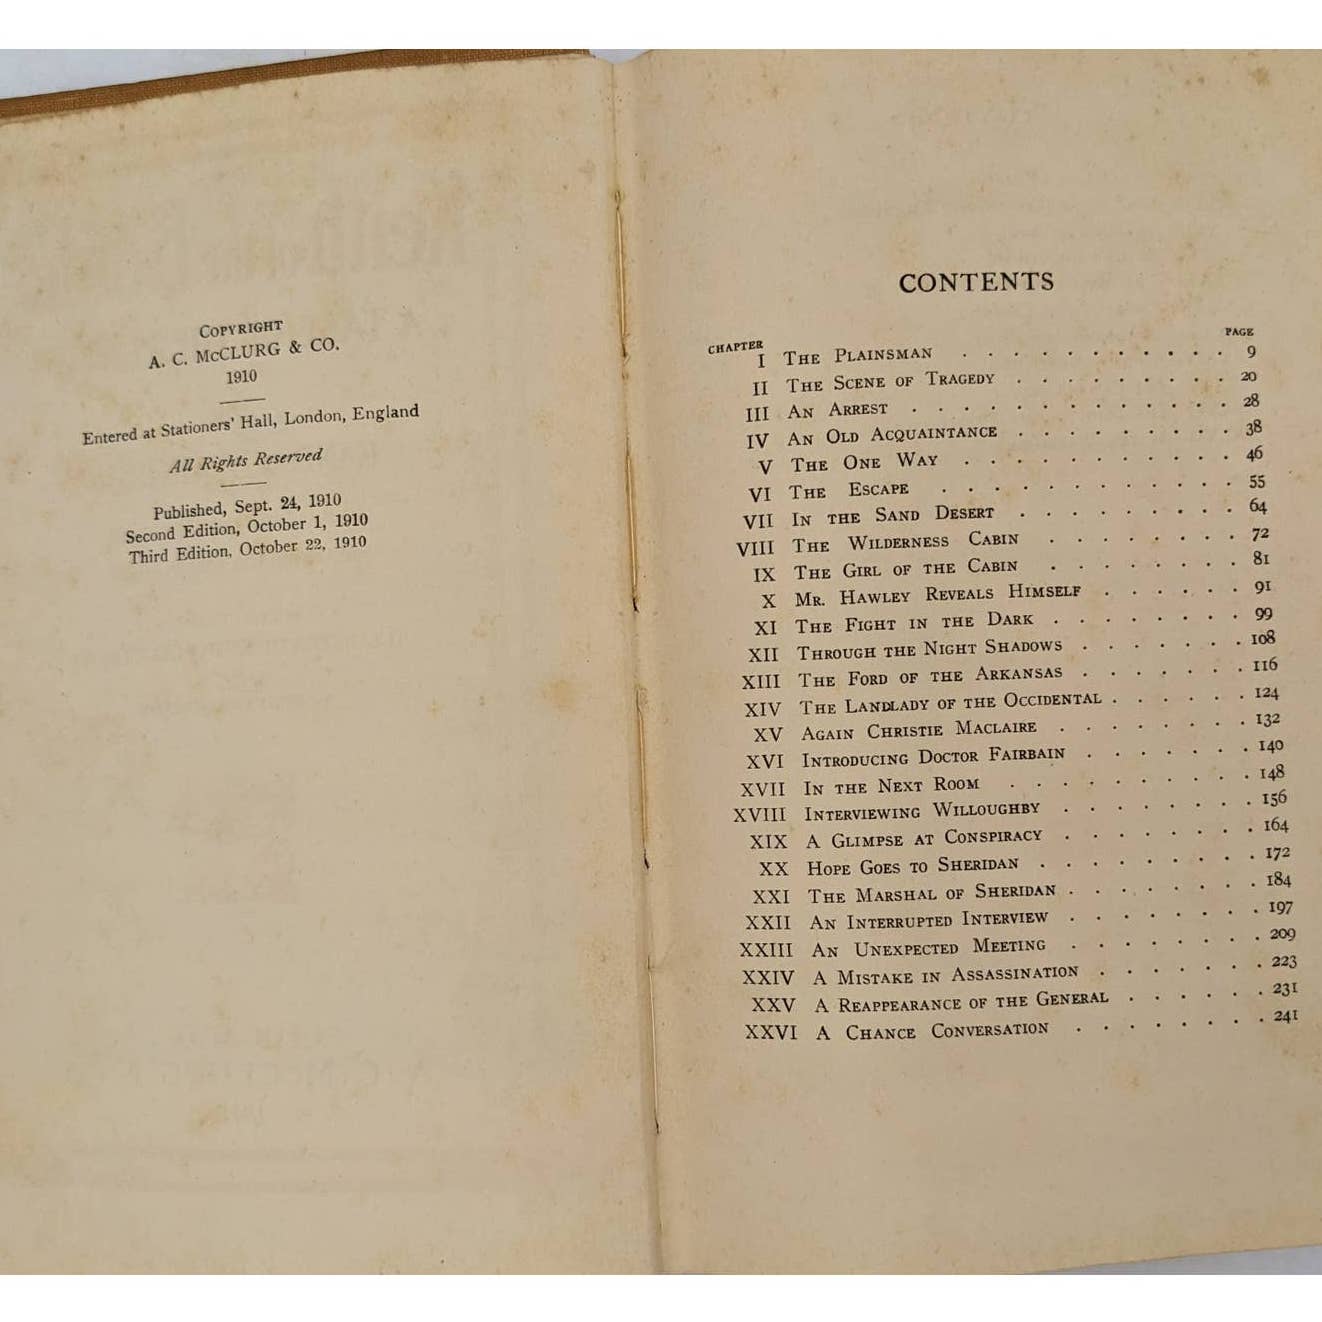 COPYRIGHT
A. C. McCLURG & CO.
1910
Entered at Stationers' Hall, London, England
All Rights Reserved
Published, Sept. 24, 1910
Second Edition, October 1, 1910
Third Edition, October 22, 1910
CONTENTS
CHAPTER PAGE
I THE PLAINSMAN . . . . . . . . . . . 9
II THE SCENE OF TRAGEDY . . . . . . . . . 20
III AN ARREST . . . . . . . . . . . . . 28
IV AN OLD ACQUAINTANCE . . . . . . . . . 38
V THE ONE WAY . . . . . . . . . . . 46
VI THE ESCAPE . . . . . . . . . . . . 55
VII IN THE SAND DESERT . . . . . . . . 64
VIII THE WILDERNESS CABIN . . . . . . . . 72
IX THE GIRL OF THE CABIN . . . . . . . . 81
X MR. HAWLEY REVEALS HIMSELF . . . . . . 91
XI THE FIGHT IN THE DARK . . . . . . . . 99
XII THROUGH THE NIGHT SHADOWS . . . . . . . 108
XIII THE FORD OF THE ARKANSAS . . . . . . . 116
XIV THE LANDLADY OF THE OCCIDENTAL . . . . . . 124
XV AGAIN CHRISTIE MACLAIRE . . . . . . . . 132
XVI INTRODUCING DOCTOR FAIRBAIN . . . . . . . 140
XVII IN THE NEXT ROOM . . . . . . . . . . 148
XVIII INTERVIEWING WILLOUGHBY . . . . . . . . 156
XIX A GLIMPSE AT CONSPIRACY . . . . . . . . 164
XX HOPE GOES TO SHERIDAN . . . . . . . . . 172
XXI THE MARSHAL OF SHERIDAN . . . . . . . . 184
XXII AN INTERRUPTED INTERVIEW . . . . . . . . 197
XXIII AN UNEXPECTED MEETING . . . . . . . . 209
XXIV A MISTAKE IN ASSASSINATION . . . . . . . 223
XXV A REAPPEARANCE OF THE GENERAL . . . . . . 231
XXVI A CHANCE CONVERSATION . . . . . . . . 241